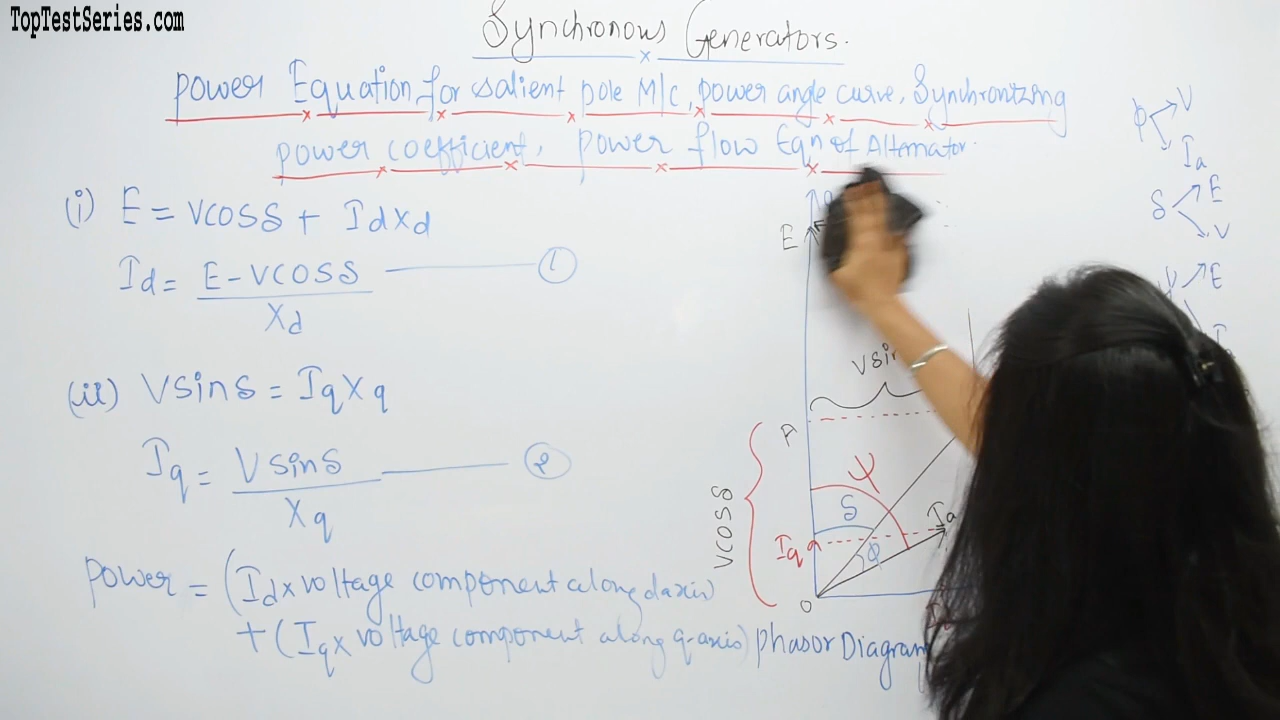 TopTestSeries.com
Synchronous Generators.
power Equation for salient pole M/c, power angle curve, Synchronizing
power coefficient, power flow Eqn of Alternator.
(i) E = VCOSδ + IdXd
Id = E-VCOSδ / Xd ——— 1
(ii) VSinδ = IqXq
Iq = VSinδ / Xq ——— 2
power = (Id x voltage component along daxis)
+ (Iq x voltage component along q-axis)
ϕ V
Ia
δ E
V
E
E
Vsin
A
VCOSδ
Ψ
δ
Ia
Iq
ϕ
O
phasor Diagram